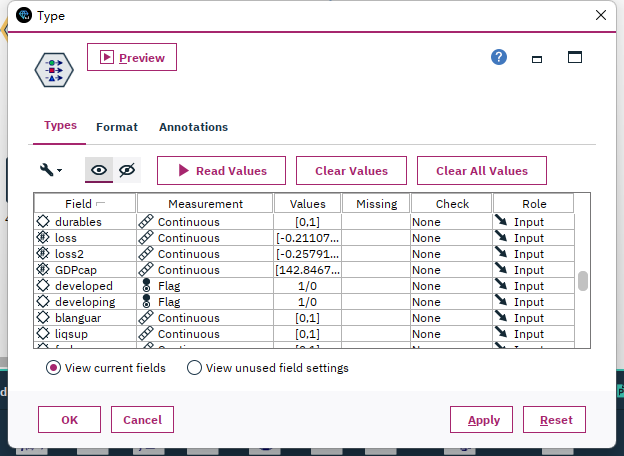 Type
Preview
?
Types Format Annotations
Read Values Clear Values Clear All Values
Field Measurement Values Missing Check Role
durables Continuous [0,1] None Input
loss Continuous [-0.21107... None Input
loss2 Continuous [-0.25791... None Input
GDPcap Continuous [142.8467... None Input
developed Flag 1/0 None Input
developing Flag 1/0 None Input
blanguar Continuous [0,1] None Input
liqsup Continuous [0,1] None Input
View current fields View unused field settings
OK Cancel Apply Reset